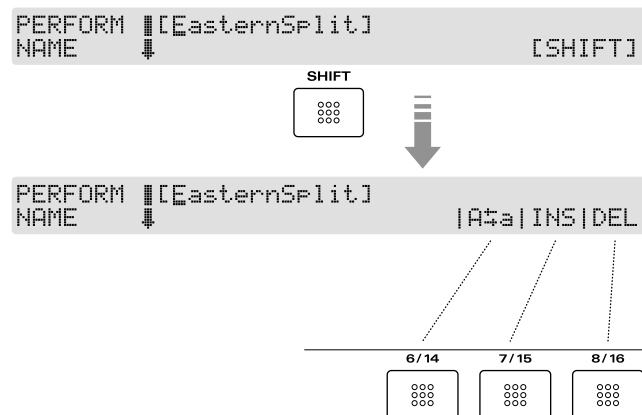 PERFORM [EasternSplit]
NAME [SHIFT]
SHIFT
PERFORM [EasternSplit]
NAME |A⇆a|INS|DEL
6/14 7/15 8/16